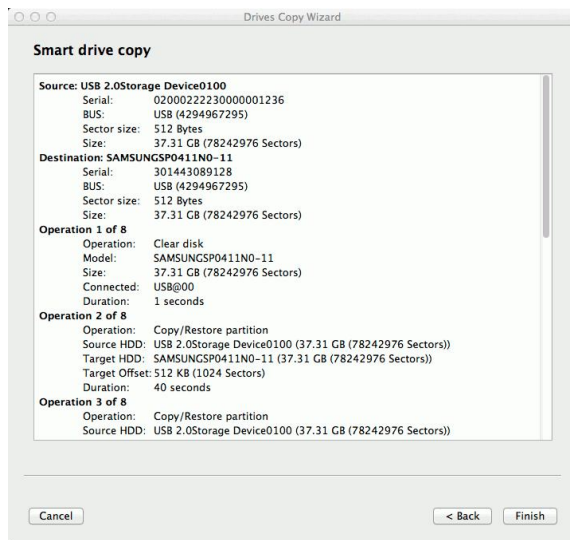 Drives Copy Wizard
Smart drive copy
Source: USB 2.0Storage Device0100
Serial: 02000222230000001236
BUS: USB (4294967295)
Sector size: 512 Bytes
Size: 37.31 GB (78242976 Sectors)
Destination: SAMSUNGSP0411N0-11
Serial: 301443089128
BUS: USB (4294967295)
Sector size: 512 Bytes
Size: 37.31 GB (78242976 Sectors)
Operation 1 of 8
Operation: Clear disk
Model: SAMSUNGSP0411N0-11
Size: 37.31 GB (78242976 Sectors)
Connected: USB@00
Duration: 1 seconds
Operation 2 of 8
Operation: Copy/Restore partition
Source HDD: USB 2.0Storage Device0100 (37.31 GB (78242976 Sectors))
Target HDD: SAMSUNGSP0411N0-11 (37.31 GB (78242976 Sectors))
Target Offset: 512 KB (1024 Sectors)
Duration: 40 seconds
Operation 3 of 8
Operation: Copy/Restore partition
Source HDD: USB 2.0Storage Device0100 (37.31 GB (78242976 Sectors))
Cancel < Back Finish